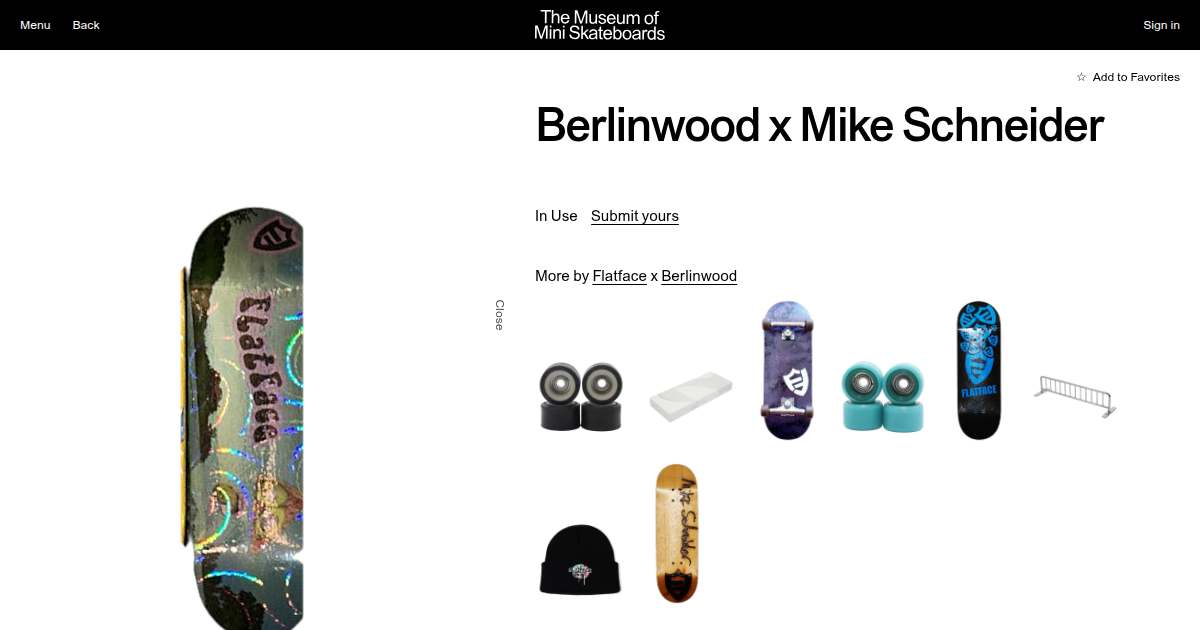 Menu
Back
The Museum of
Mini Skateboards
Sign in
☆ Add to Favorites
Berlinwood x Mike Schneider
In Use Submit yours
More by Flatface x Berlinwood
Close
FLatFace
FLATFACE
Mike Schneider